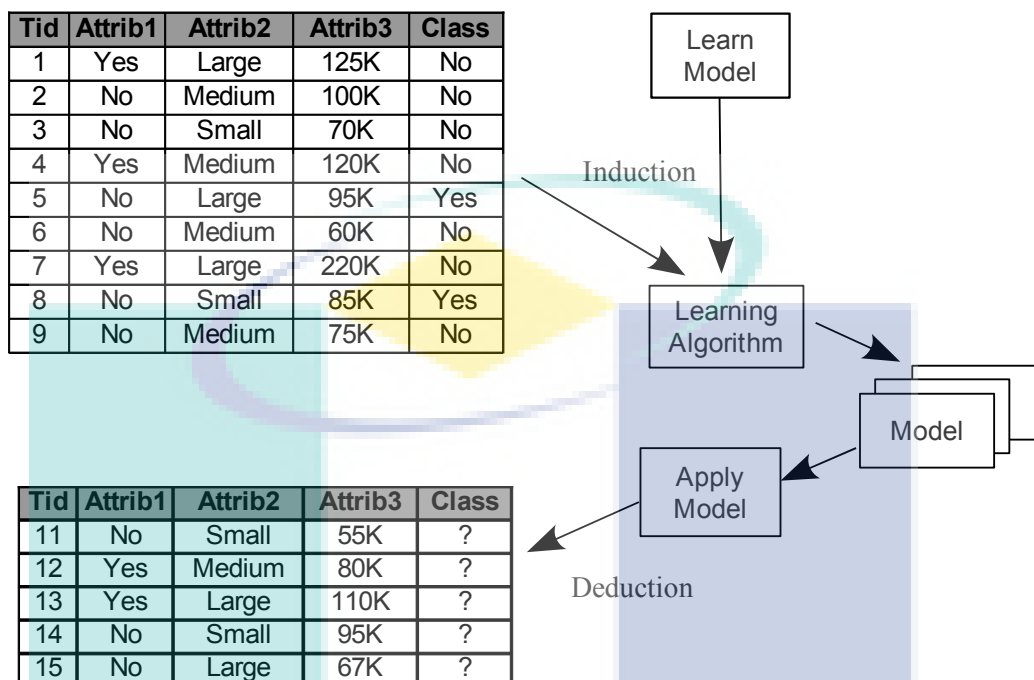 Tid Attrib1 Attrib2 Attrib3 Class
1 Yes Large 125K No
2 No Medium 100K No
3 No Small 70K No
4 Yes Medium 120K No
5 No Large 95K Yes
6 No Medium 60K No
7 Yes Large 220K No
8 No Small 85K Yes
9 No Medium 75K No
Learn
Model
Induction
Learning
Algorithm
Model
Apply
Model
Deduction
Tid Attrib1 Attrib2 Attrib3 Class
11 No Small 55K ?
12 Yes Medium 80K ?
13 Yes Large 110K ?
14 No Small 95K ?
15 No Large 67K ?